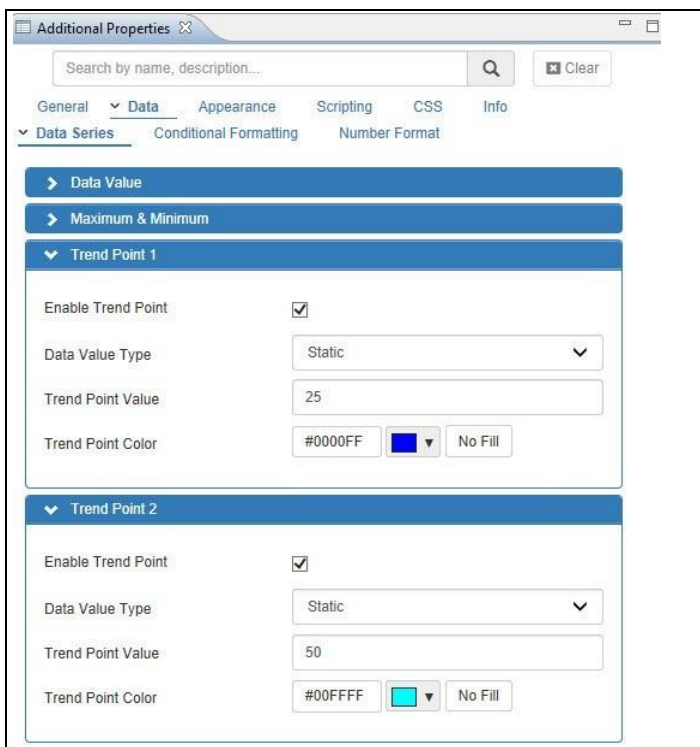 Additional Properties
Search by name, description...
Clear
General Data Appearance Scripting CSS Info
Data Series Conditional Formatting Number Format
Data Value
Maximum & Minimum
Trend Point 1
Enable Trend Point
Data Value Type Static
Trend Point Value 25
Trend Point Color #0000FF No Fill
Trend Point 2
Enable Trend Point
Data Value Type Static
Trend Point Value 50
Trend Point Color #00FFFF No Fill